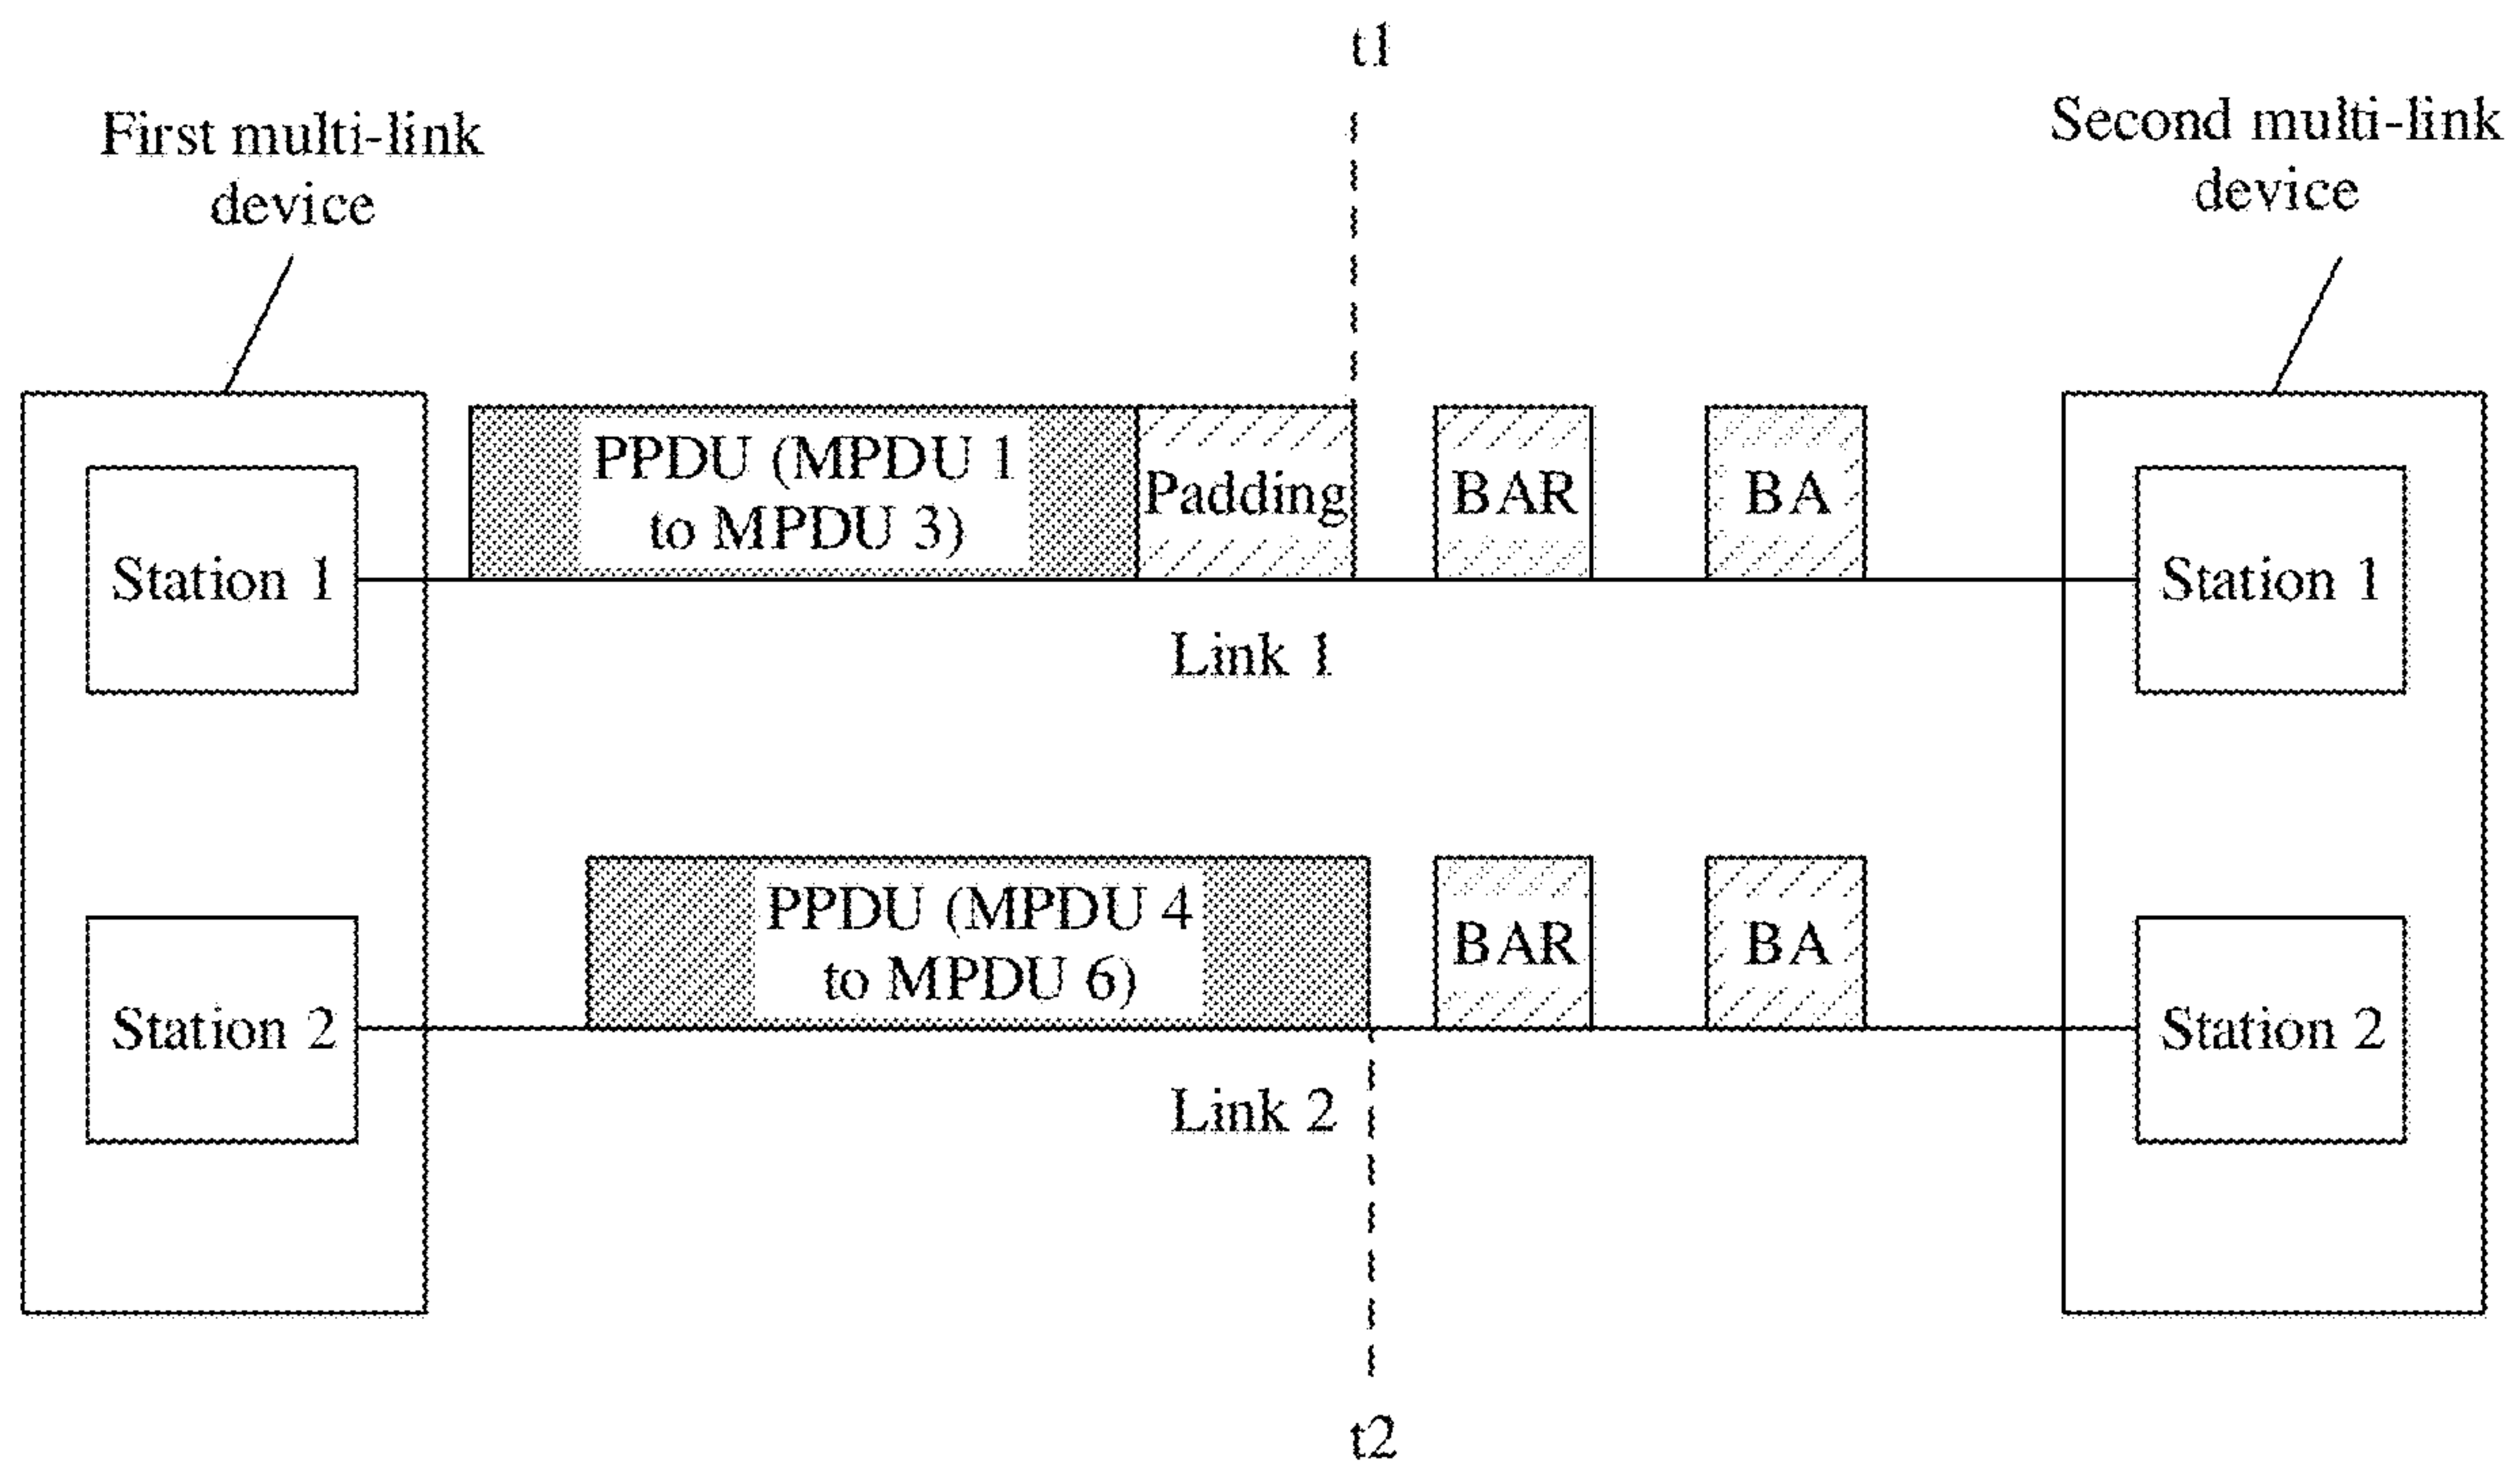 t1
First multi-link
device
Second multi-link
device
PPDU (MPDU 1
to MPDU 3)
Padding
BAR
BA
Station 1
Station 1
Link 1
PPDU (MPDU 4
to MPDU 6)
BAR
BA
Station 2
Station 2
Link 2
t2